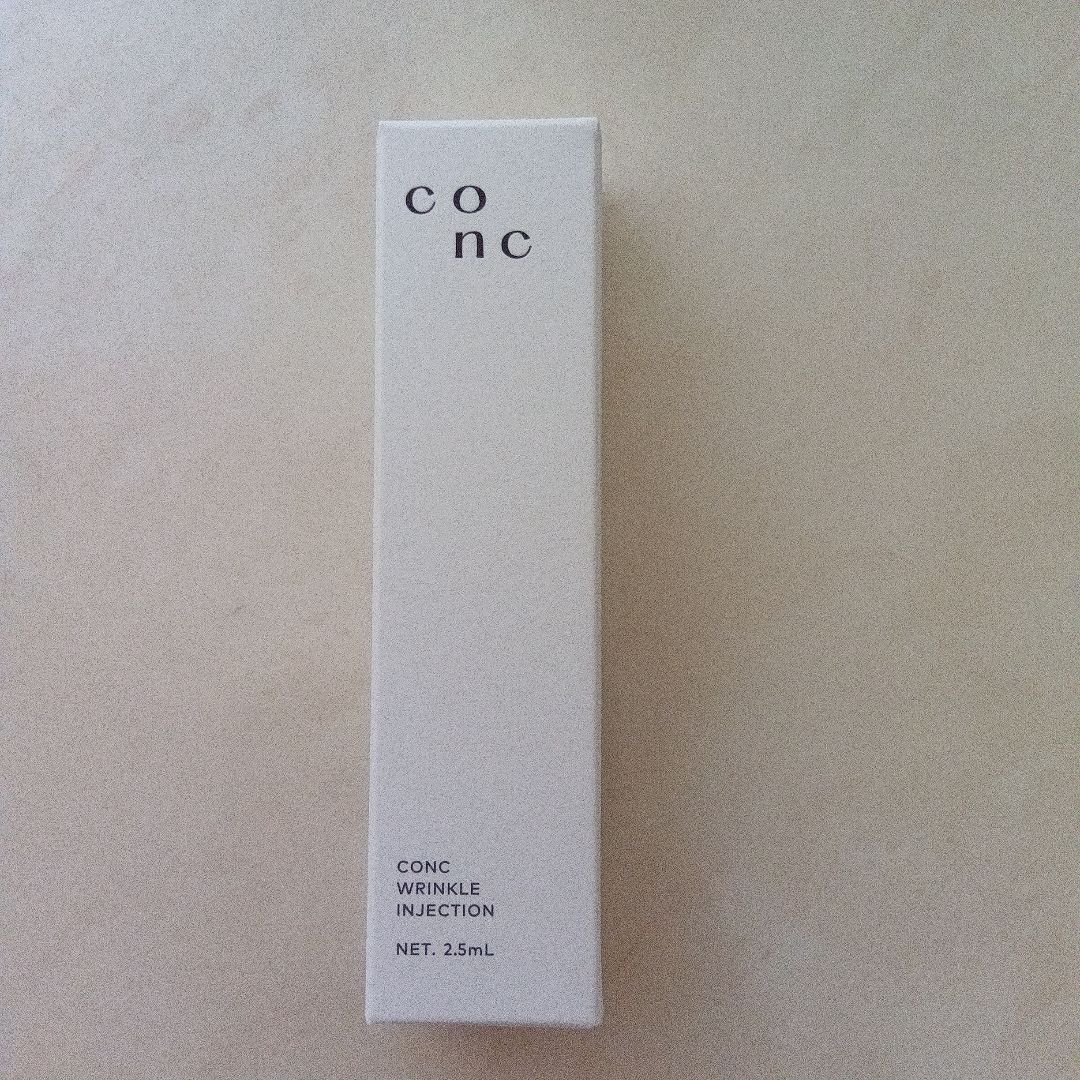 co
nc
CONC
WRINKLE
INJECTION
NET. 2.5mL